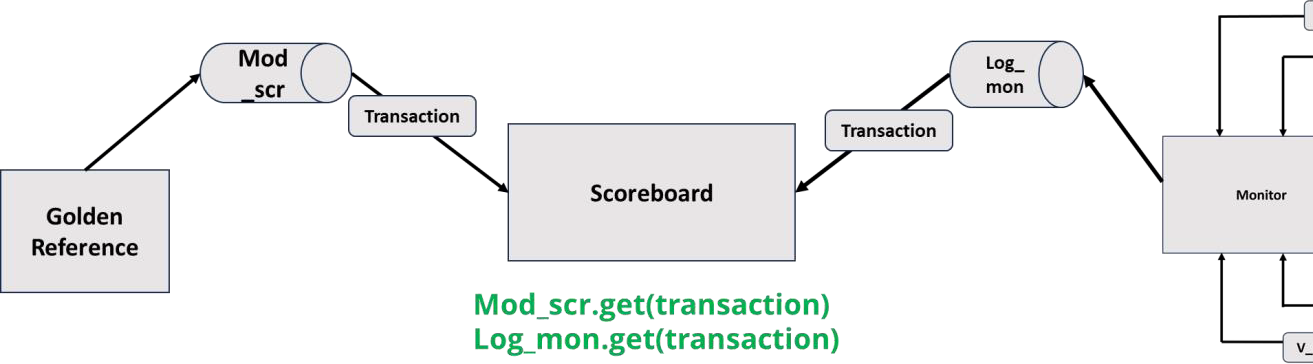 Mod
_scr
Transaction
Golden
Reference
Scoreboard
Log_
mon
Transaction
Monitor
Mod_scr.get(transaction)
Log_mon.get(transaction)